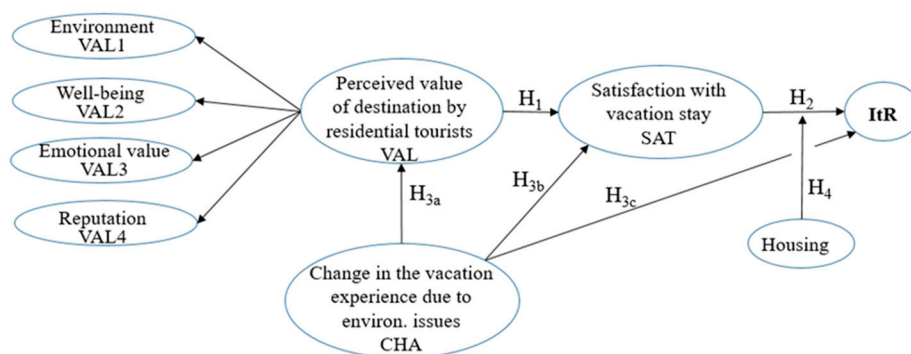 Environment
VAL1
Well-being
VAL2
Emotional value
VAL3
Reputation
VAL4
Perceived value
of destination by
residential tourists
VAL
H1
Satisfaction with
vacation stay
SAT
H2
ItR
H3a
H3b
H3c
H4
Housing
Change in the vacation
experience due to
environ. issues
CHA